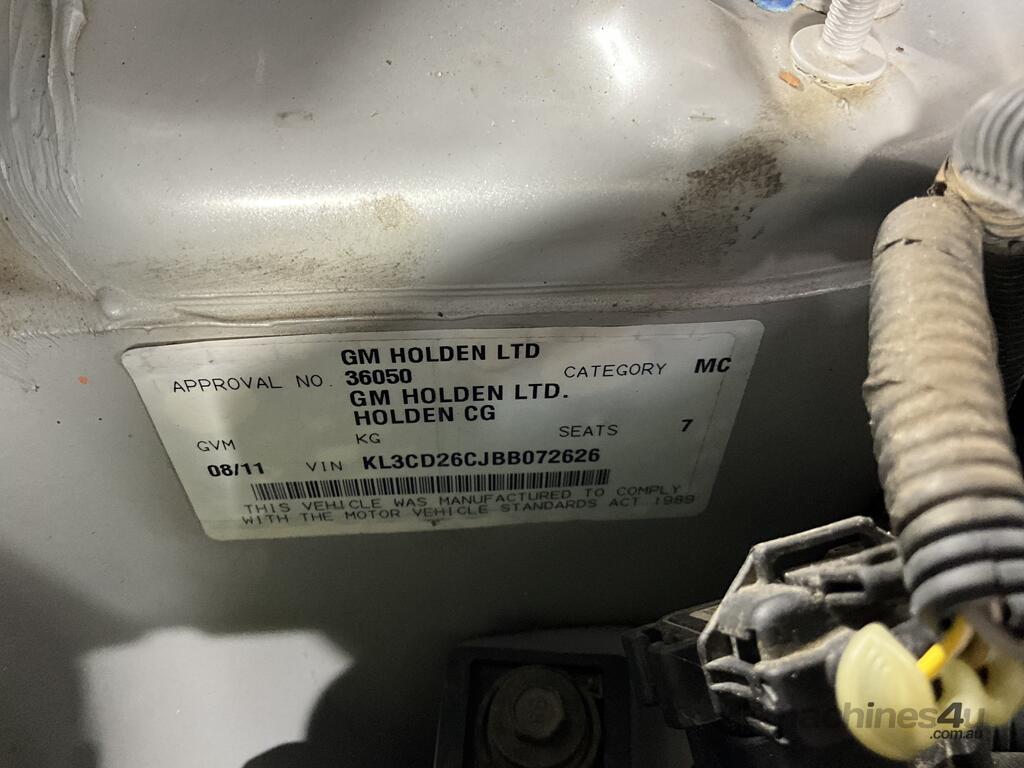 GM HOLDEN LTD
APPROVAL NO. 36050 CATEGORY MC
GM HOLDEN LTD.
HOLDEN CG
GVM KG SEATS 7
08/11 VIN KL3CD26CJBB072626
THIS VEHICLE WAS MANUFACTURED TO COMPLY
WITH THE MOTOR VEHICLE STANDARDS ACT 1989
machines4u
.com.au